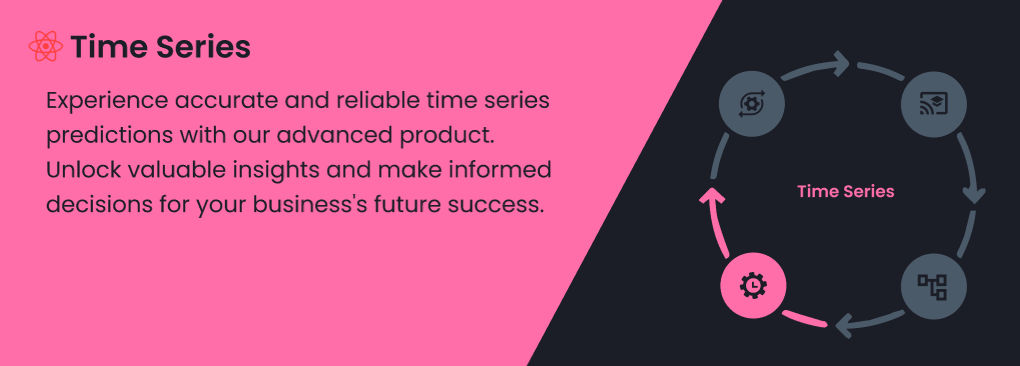 Time Series
Experience accurate and reliable time series
predictions with our advanced product.
Unlock valuable insights and make informed
decisions for your business's future success.
Time Series